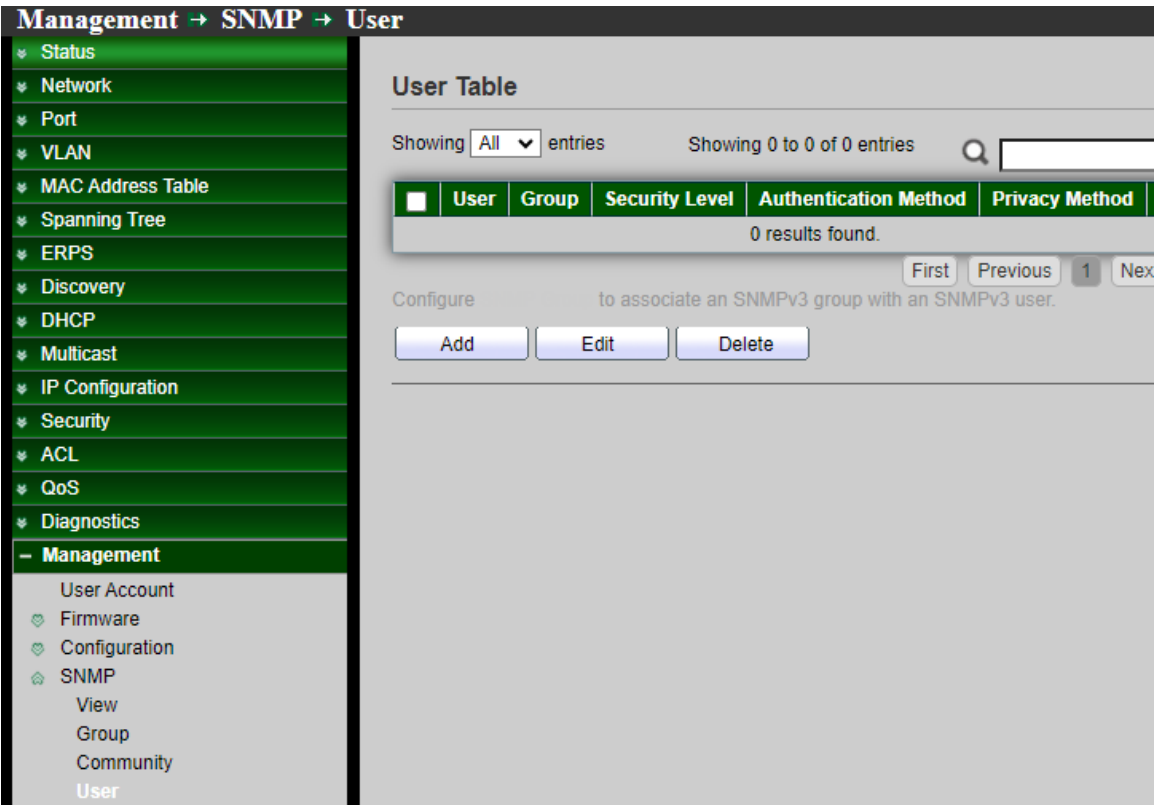 Management SNMP User
Status
Network
Port
VLAN
MAC Address Table
Spanning Tree
ERPS
Discovery
DHCP
Multicast
IP Configuration
Security
ACL
QoS
Diagnostics
Management
User Account
Firmware
Configuration
SNMP
View
Group
Community
User
User Table
Showing All entries Showing 0 to 0 of 0 entries
User Group Security Level Authentication Method Privacy Method
0 results found.
First Previous 1 Nex
Configure to associate an SNMPv3 group with an SNMPv3 user.
Add Edit Delete